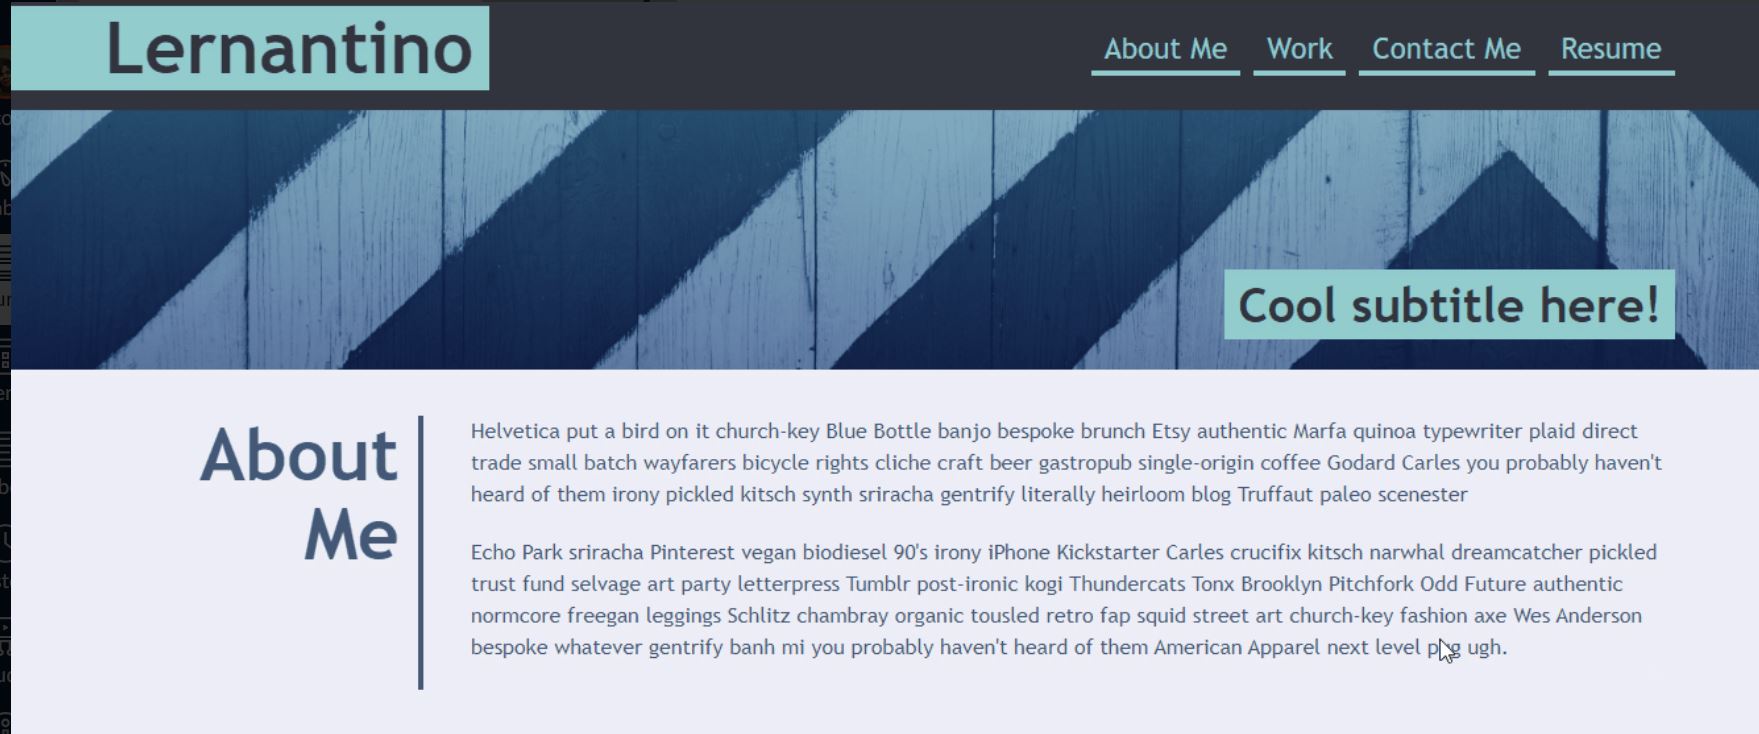 Lernantino
About Me Work Contact Me Resume
Cool subtitle here!
About
Me
Helvetica put a bird on it church-key Blue Bottle banjo bespoke brunch Etsy authentic Marfa quinoa typewriter plaid direct
trade small batch wayfarers bicycle rights cliche craft beer gastropub single-origin coffee Godard Carles you probably haven't
heard of them irony pickled kitsch synth sriracha gentrify literally heirloom blog Truffaut paleo scenester
Echo Park sriracha Pinterest vegan biodiesel 90's irony iPhone Kickstarter Carles crucifix kitsch narwhal dreamcatcher pickled
trust fund selvage art party letterpress Tumblr post-ironic kogi Thundercats Tonx Brooklyn Pitchfork Odd Future authentic
normcore freegan leggings Schlitz chambray organic tousled retro fap squid street art church-key fashion axe Wes Anderson
bespoke whatever gentrify banh mi you probably haven't heard of them American Apparel next level ugh.